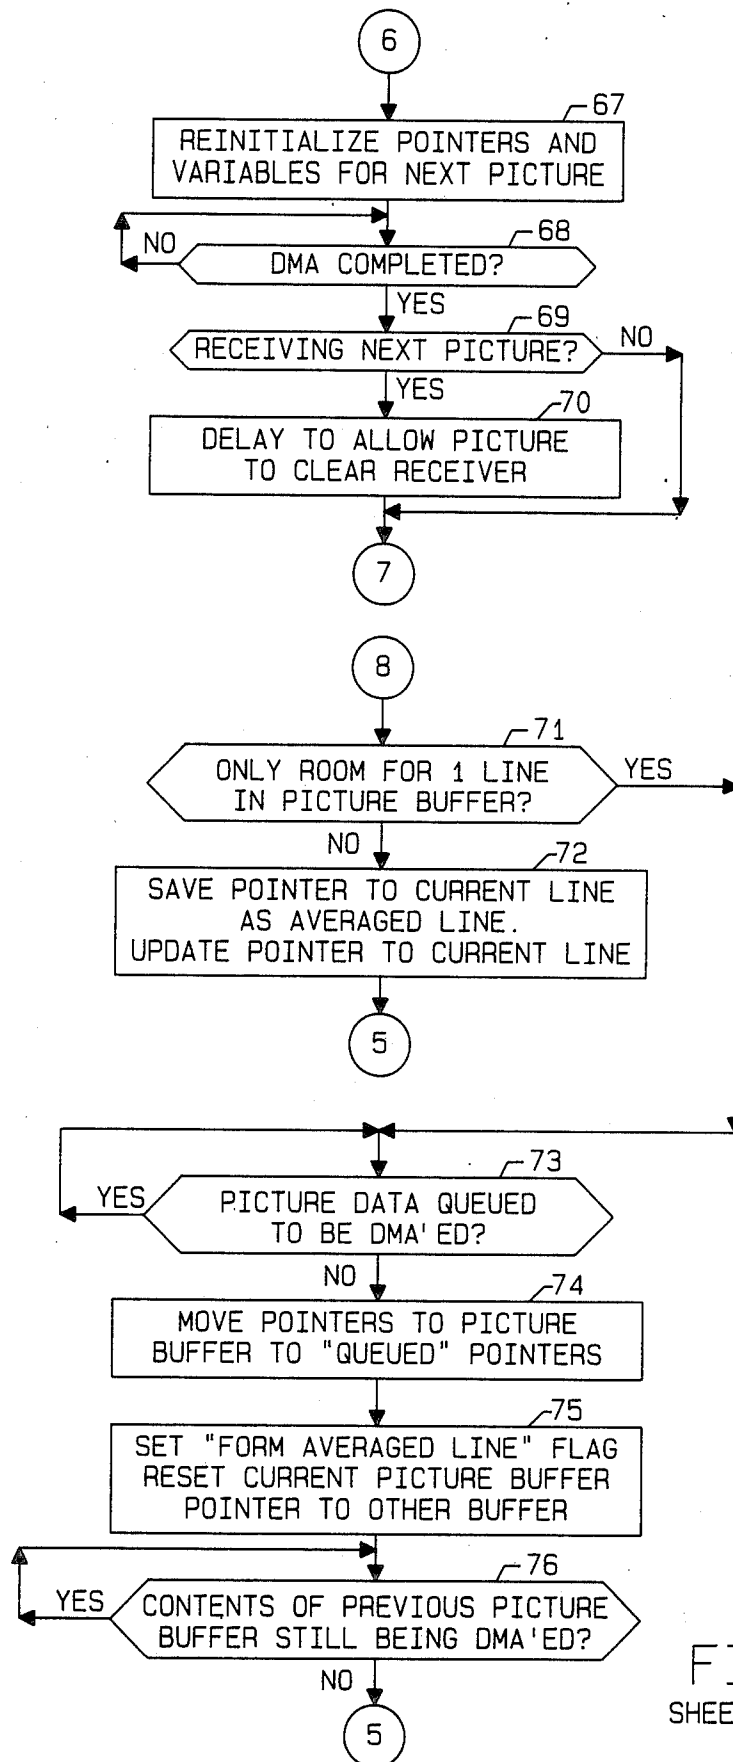 6
67
REINITIALIZE POINTERS AND
VARIABLES FOR NEXT PICTURE
68
NO
DMA COMPLETED?
YES
69
RECEIVING NEXT PICTURE?
NO
YES
70
DELAY TO ALLOW PICTURE
TO CLEAR RECEIVER
7
8
71
ONLY ROOM FOR 1 LINE
IN PICTURE BUFFER?
YES
NO
72
SAVE POINTER TO CURRENT LINE
AS AVERAGED LINE.
UPDATE POINTER TO CURRENT LINE
5
73
YES
PICTURE DATA QUEUED
TO BE DMA'ED?
NO
74
MOVE POINTERS TO PICTURE
BUFFER TO "QUEUED" POINTERS
75
SET "FORM AVERAGED LINE" FLAG
RESET CURRENT PICTURE BUFFER
POINTER TO OTHER BUFFER
76
YES
CONTENTS OF PREVIOUS PICTURE
BUFFER STILL BEING DMA'ED?
NO
5